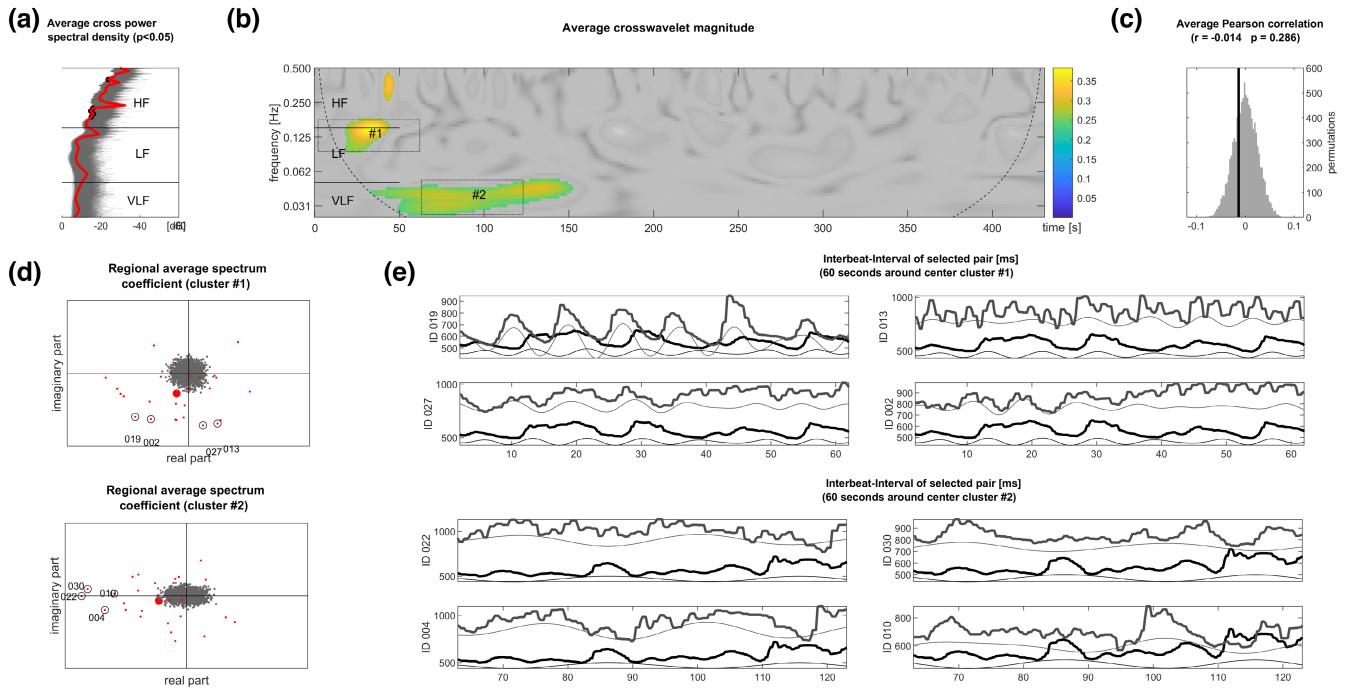 (a)
Average cross power
spectral density (p<0.05)
HF
LF
VLF
0 -20 -40
(b)
Average crosswavelet magnitude
frequency [Hz]
0.500
0.250
0.125
0.062
0.031
HF
LF
VLF
#1
#2
0 50 100 150 200 250 300 350 400
time [s]
0.35
0.3
0.25
0.2
0.15
0.1
0.05
(c)
Average Pearson correlation
(r = -0.014 p = 0.286)
600
500
400
300
200
100
0
permutations
-0.1 0 0.1
(d)
Regional average spectrum
coefficient (cluster #1)
imaginary part
019 002 027 013
real part
Regional average spectrum
coefficient (cluster #2)
imaginary part
030
022
010
004
real part
(e)
Interbeat-Interval of selected pair [ms]
(60 seconds around center cluster #1)
ID 019
900
800
700
600
500
ID 013
1000
500
ID 027
1000
500
10 20 30 40 50 60
ID 002
900
800
700
600
500
10 20 30 40 50 60
Interbeat-Interval of selected pair [ms]
(60 seconds around center cluster #2)
ID 022
1000
500
ID 030
900
800
700
600
500
ID 004
1000
500
70 80 90 100 110 120
ID 010
800
600
70 80 90 100 110 120